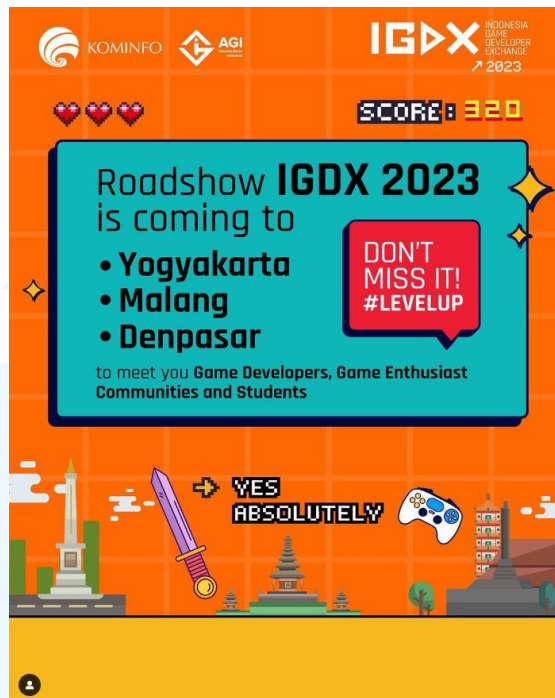 KOMINFO
AGI
IGDX
INDONESIA
GAME
DEVELOPER
EXCHANGE
2023
SCORE: 320
Roadshow IGDX 2023
is coming to
• Yogyakarta
• Malang
• Denpasar
DON'T
MISS IT!
#LEVELUP
to meet you Game Developers, Game Enthusiast
Communities and Students
YES
ABSOLUTELY